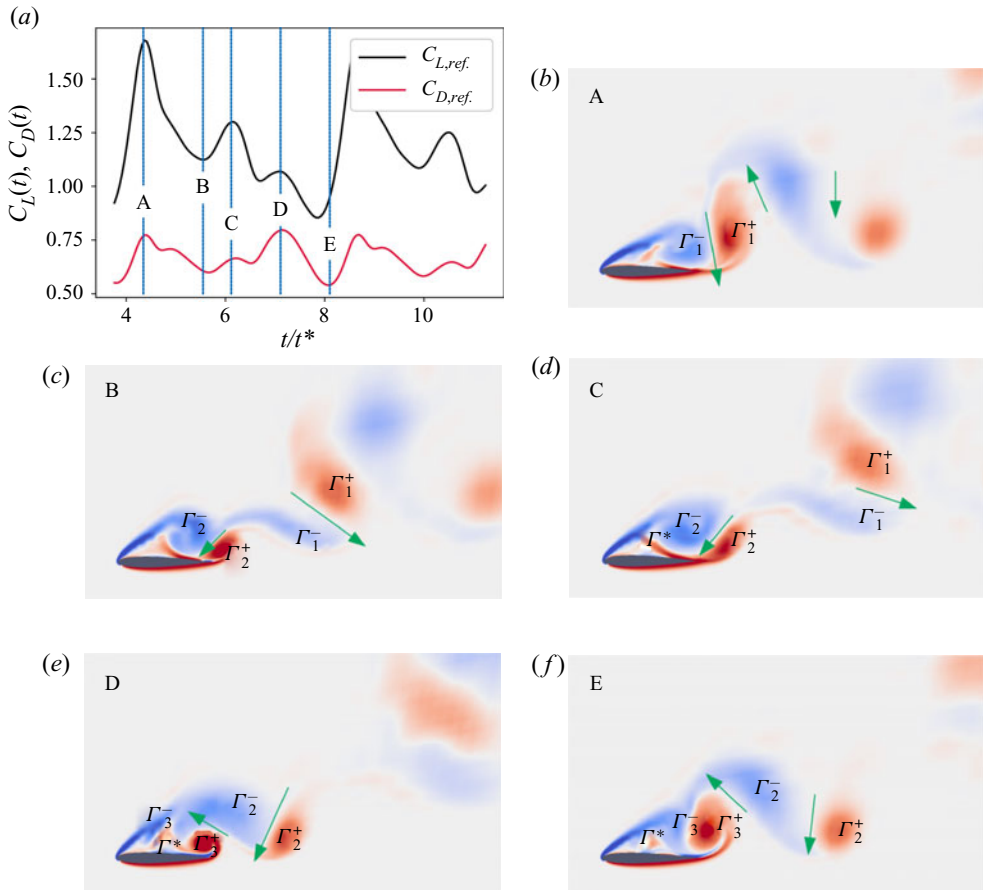 (a)
C_L(t), C_D(t)
1.50
1.25
1.00
0.75
0.50
C_{L,ref.}
C_{D,ref.}
A
B
C
D
E
4 6 8 10
t/t*
(b)
A
Γ_1^-
Γ_1^+
(c)
B
Γ_1^+
Γ_2^-
Γ_1^-
Γ_2^+
(d)
C
Γ_1^+
Γ_2^-
Γ_1^-
Γ*
Γ_2^+
(e)
D
Γ_2^-
Γ_3^-
Γ_2^+
Γ*
Γ_3^+
(f)
E
Γ_2^-
Γ_3^-
Γ_3^+
Γ*
Γ_2^+